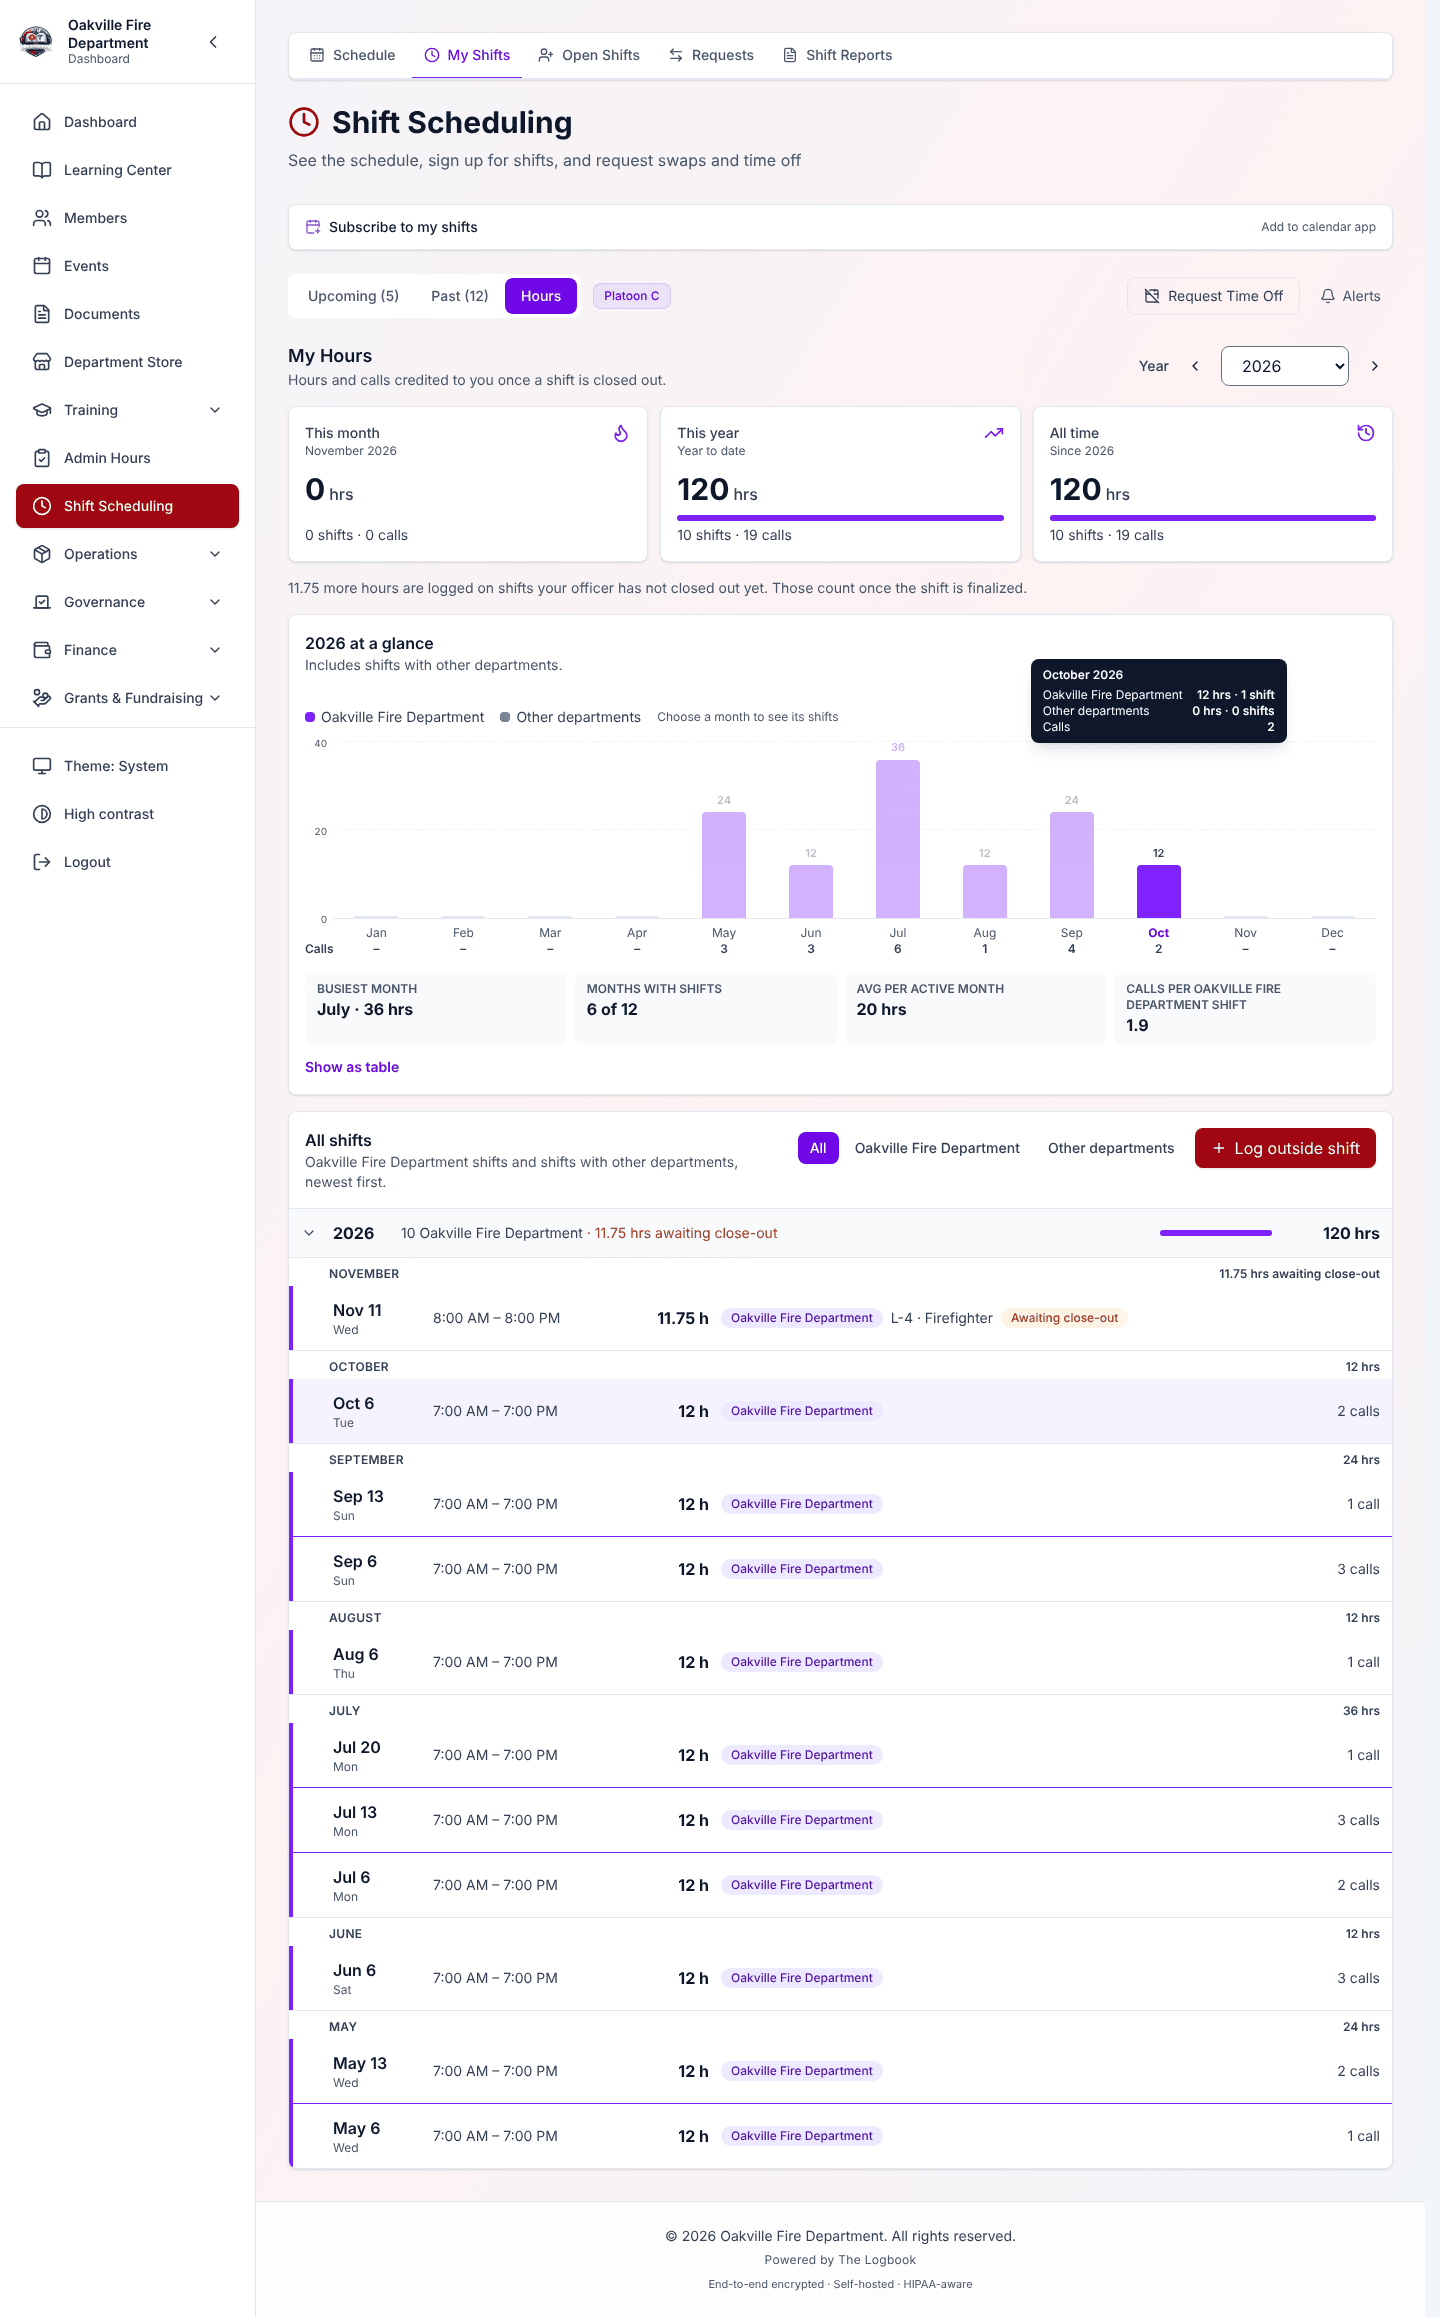 Oakville Fire
Department
Dashboard
Dashboard
Learning Center
Members
Events
Documents
Department Store
Training
Admin Hours
Shift Scheduling
Operations
Governance
Finance
Grants & Fundraising
Theme: System
High contrast
Logout
Schedule
My Shifts
Open Shifts
Requests
Shift Reports
Shift Scheduling
See the schedule, sign up for shifts, and request swaps and time off
Subscribe to my shifts
Add to calendar app
Upcoming (5)
Past (12)
Hours
Platoon C
Request Time Off
Alerts
My Hours
Hours and calls credited to you once a shift is closed out.
Year
2026
This month
November 2026
0 hrs
0 shifts · 0 calls
This year
Year to date
120 hrs
10 shifts · 19 calls
All time
Since 2026
120 hrs
10 shifts · 19 calls
11.75 more hours are logged on shifts your officer has not closed out yet. Those count once the shift is finalized.
2026 at a glance
Includes shifts with other departments.
October 2026
Oakville Fire Department 12 hrs · 1 shift
Other departments 0 hrs · 0 shifts
Calls 2
Oakville Fire Department
Other departments
Choose a month to see its shifts
40
20
0
24
12
36
12
24
12
Jan Feb Mar Apr May Jun Jul Aug Sep Oct Nov Dec
Calls – – – – 3 3 6 1 4 2 – –
BUSIEST MONTH
July · 36 hrs
MONTHS WITH SHIFTS
6 of 12
AVG PER ACTIVE MONTH
20 hrs
CALLS PER OAKVILLE FIRE
DEPARTMENT SHIFT
1.9
Show as table
All shifts
Oakville Fire Department shifts and shifts with other departments,
newest first.
All
Oakville Fire Department
Other departments
+ Log outside shift
2026 10 Oakville Fire Department · 11.75 hrs awaiting close-out 120 hrs
NOVEMBER 11.75 hrs awaiting close-out
Nov 11
Wed
8:00 AM – 8:00 PM 11.75 h Oakville Fire Department L-4 · Firefighter Awaiting close-out
OCTOBER 12 hrs
Oct 6
Tue
7:00 AM – 7:00 PM 12 h Oakville Fire Department 2 calls
SEPTEMBER 24 hrs
Sep 13
Sun
7:00 AM – 7:00 PM 12 h Oakville Fire Department 1 call
Sep 6
Sun
7:00 AM – 7:00 PM 12 h Oakville Fire Department 3 calls
AUGUST 12 hrs
Aug 6
Thu
7:00 AM – 7:00 PM 12 h Oakville Fire Department 1 call
JULY 36 hrs
Jul 20
Mon
7:00 AM – 7:00 PM 12 h Oakville Fire Department 1 call
Jul 13
Mon
7:00 AM – 7:00 PM 12 h Oakville Fire Department 3 calls
Jul 6
Mon
7:00 AM – 7:00 PM 12 h Oakville Fire Department 2 calls
JUNE 12 hrs
Jun 6
Sat
7:00 AM – 7:00 PM 12 h Oakville Fire Department 3 calls
MAY 24 hrs
May 13
Wed
7:00 AM – 7:00 PM 12 h Oakville Fire Department 2 calls
May 6
Wed
7:00 AM – 7:00 PM 12 h Oakville Fire Department 1 call
© 2026 Oakville Fire Department. All rights reserved.
Powered by The Logbook
End-to-end encrypted · Self-hosted · HIPAA-aware